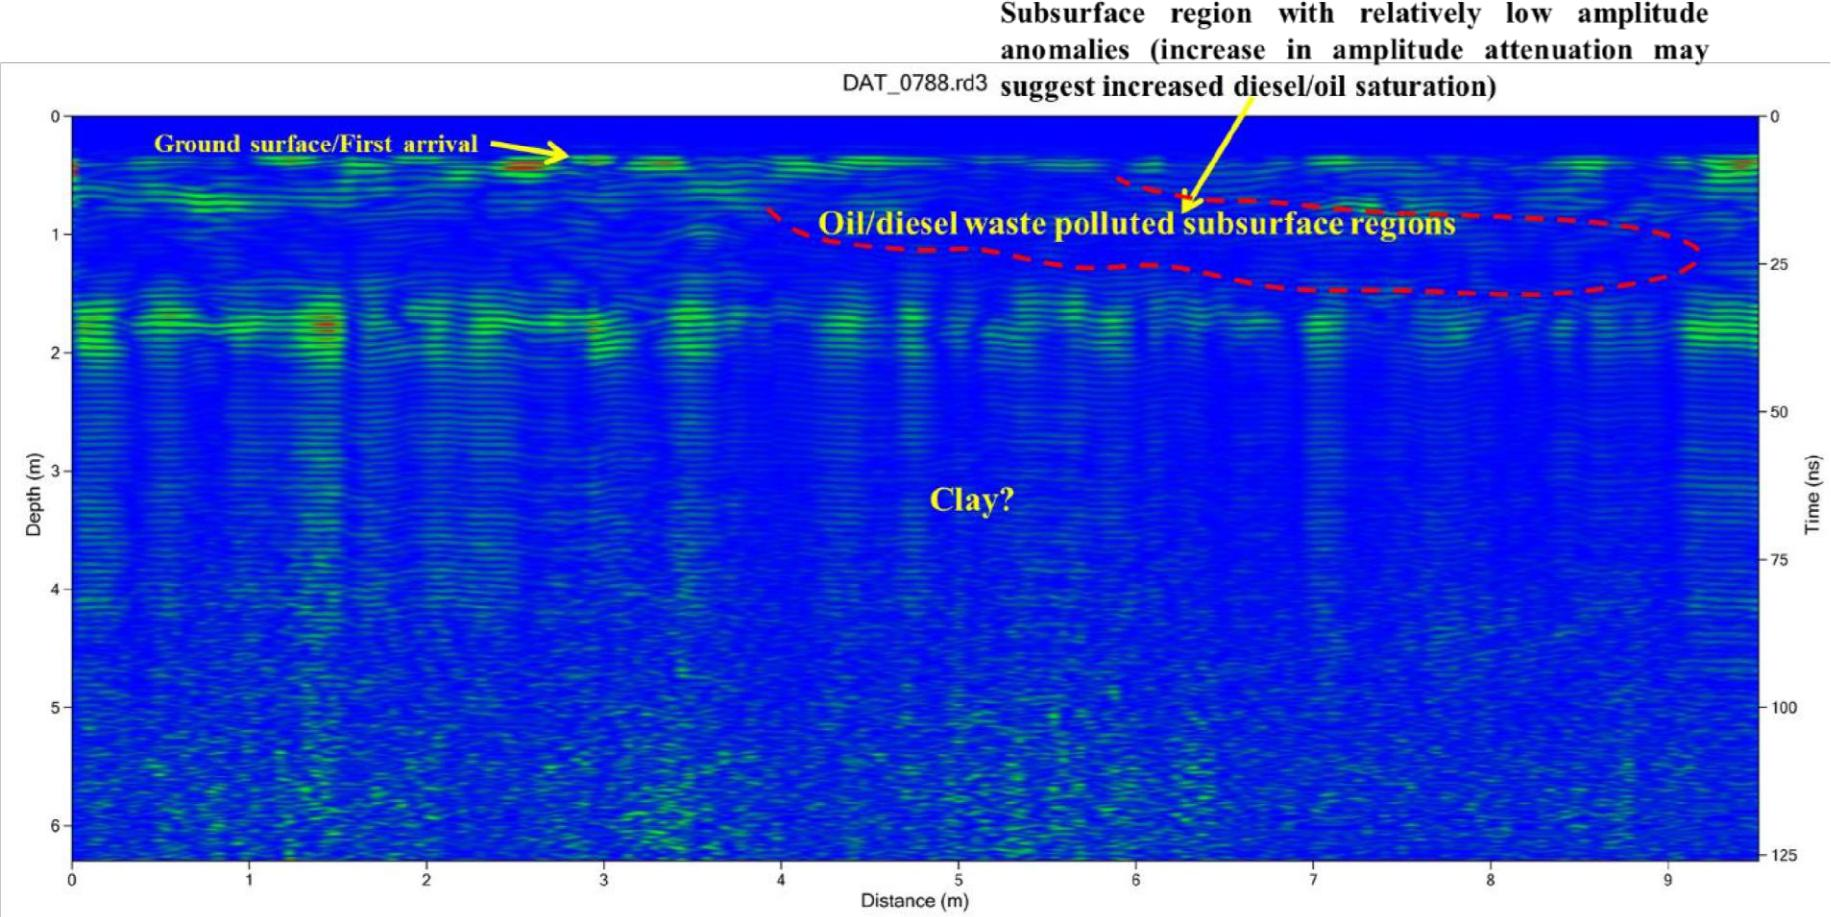 Subsurface region with relatively low amplitude
anomalies (increase in amplitude attenuation may
DAT_0788.rd3 suggest increased diesel/oil saturation)
0
0
Ground surface/First arrival
Oil/diesel waste polluted subsurface regions
1
25
2
50
3
Clay?
Depth (m)
Time (ns)
75
4
5
100
6
125
0 1 2 3 4 5 6 7 8 9
Distance (m)